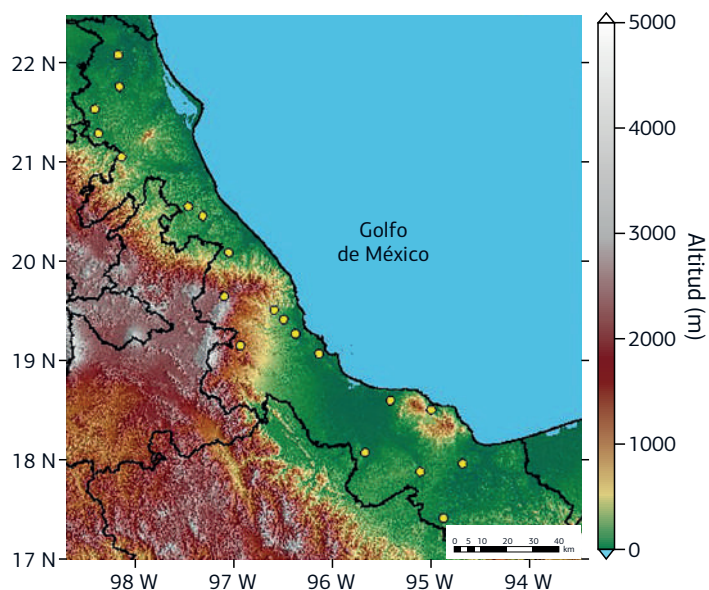 22 N
21 N
20 N
19 N
18 N
17 N
98 W
97 W
96 W
95 W
94 W
Golfo
de México
0 5 10 20 30 40
km
5000
4000
3000
2000
1000
0
Altitud (m)